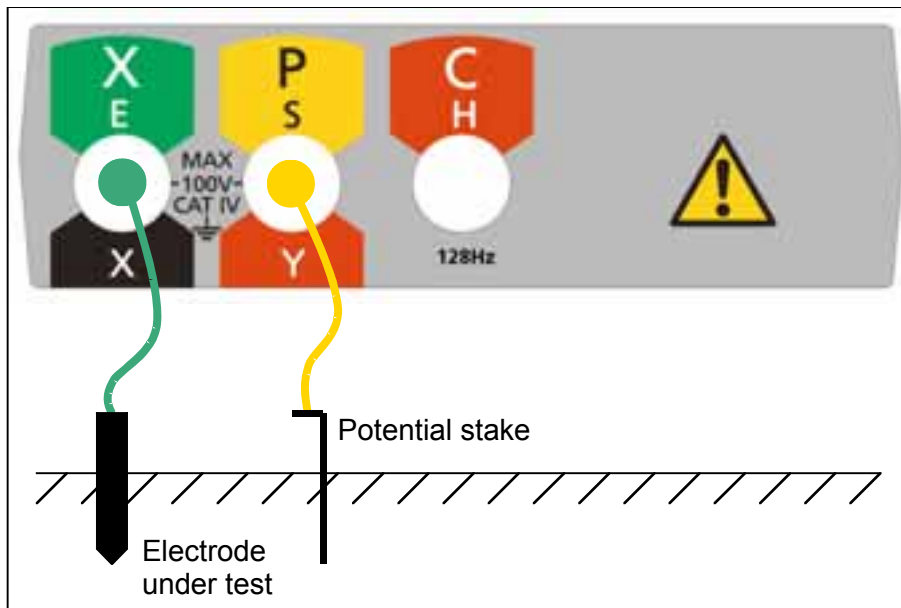 X P C
E S H
MAX
~100V~
CAT IV
X Y 128Hz
Potential stake
Electrode
under test